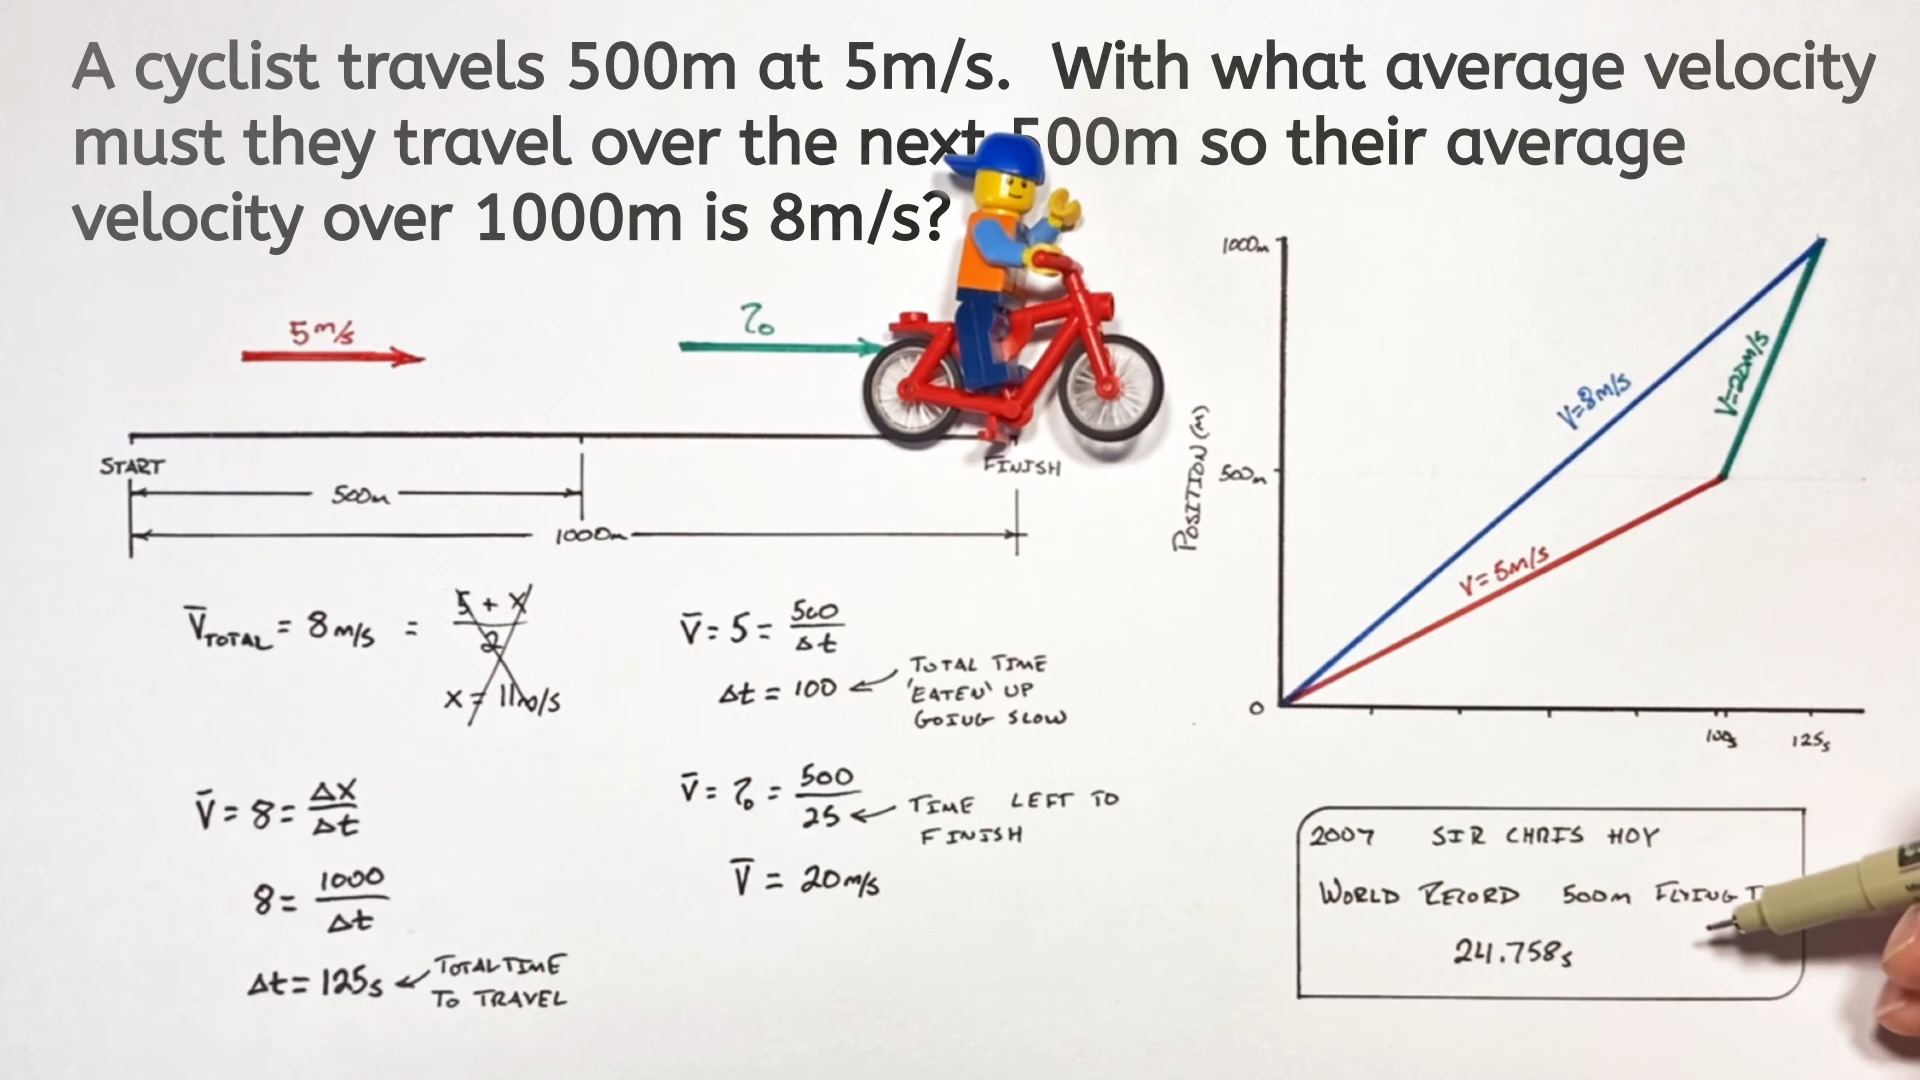 A cyclist travels 500m at 5m/s. With what average velocity
must they travel over the next 500m so their average
velocity over 1000m is 8m/s?
5m/s
?
START
FINISH
500m
1000m
V̄TOTAL = 8m/s = 5 + x / 2
x = 11m/s
V̄ = 8 = Δx / Δt
8 = 1000 / Δt
Δt = 125s ← TOTAL TIME
TO TRAVEL
V̄ = 5 = 500 / Δt
Δt = 100 ← TOTAL TIME
'EATEN' UP
GOING SLOW
V̄ = ? = 500 / 25 ← TIME LEFT TO
FINISH
V̄ = 20m/s
POSITION (m)
1000m
500m
0
100s
125s
V=8m/s
V=20m/s
V=5m/s
2007 SIR CHRIS HOY
WORLD RECORD 500m FLYING
24.758s